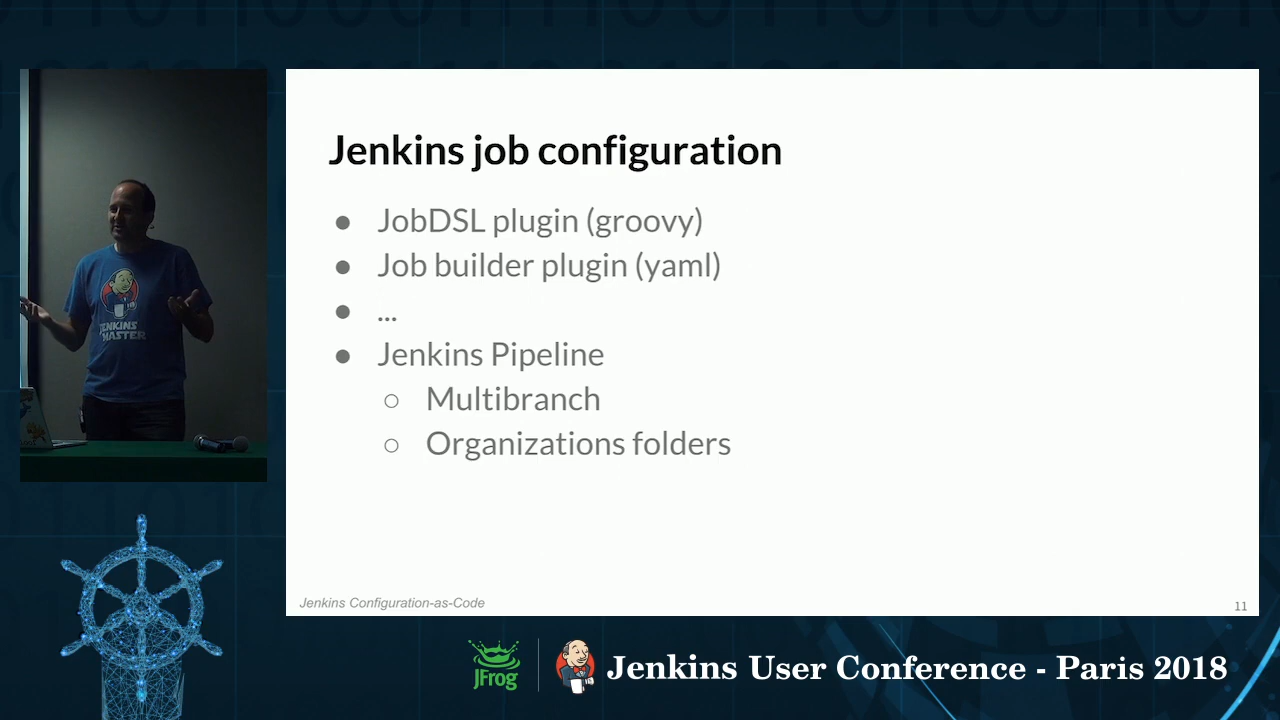 Jenkins job configuration
● JobDSL plugin (groovy)
● Job builder plugin (yaml)
● ...
● Jenkins Pipeline
○ Multibranch
○ Organizations folders
JENKINS
MASTER
Jenkins Configuration-as-Code
11
JFrog
Jenkins User Conference - Paris 2018